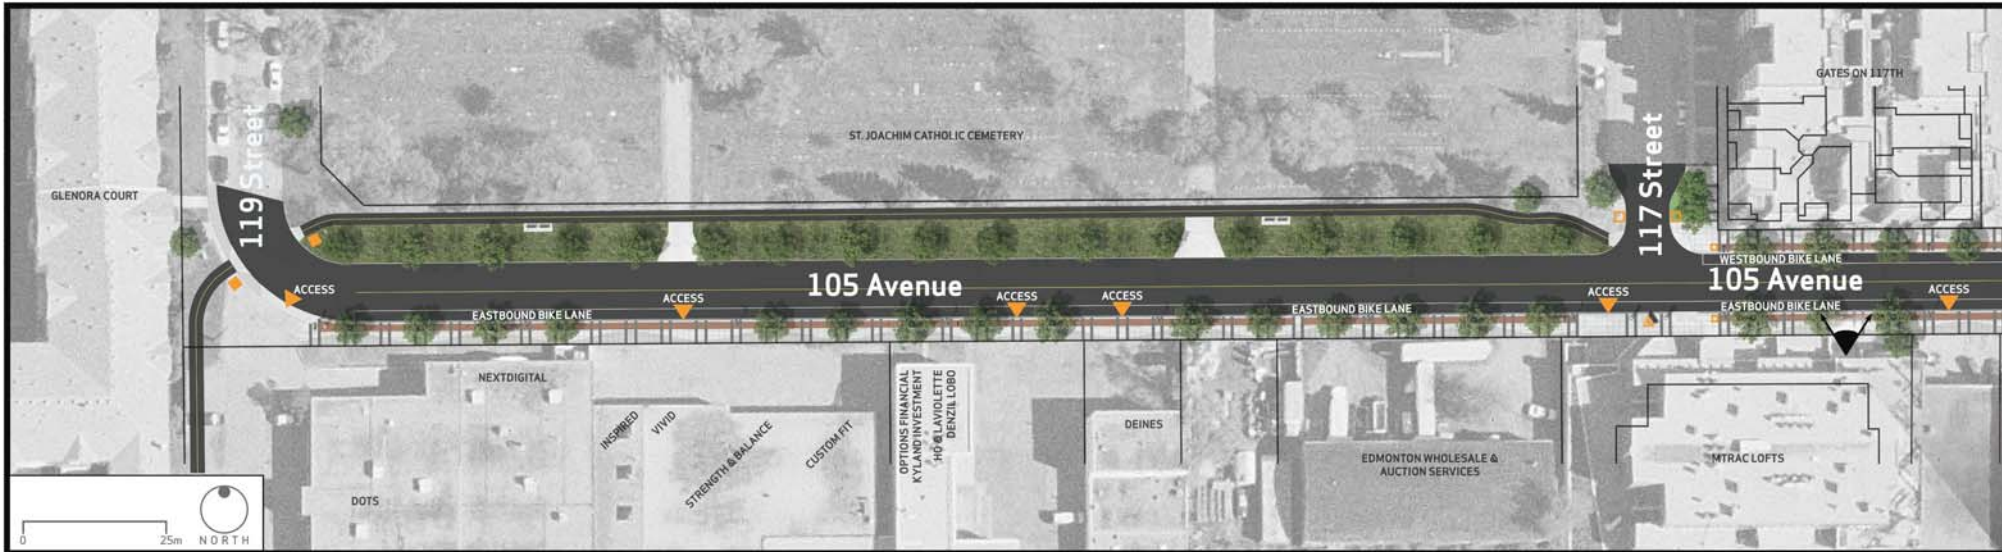 GATES ON 117TH
119 Street
117 Street
ST. JOACHIM CATHOLIC CEMETERY
GLENORA COURT
WESTBOUND BIKE LANE
105 Avenue
105 Avenue
ACCESS
ACCESS
ACCESS
ACCESS
ACCESS
ACCESS
EASTBOUND BIKE LANE
EASTBOUND BIKE LANE
EASTBOUND BIKE LANE
NEXTDIGITAL
INSPIRED
VIVID
STRENGTH & BALANCE
CUSTOM FIT
OPTIONS FINANCIAL
KYLAND INVESTMENT
HO & LAVIOLETTE
DENZIL LOBO
DEINES
EDMONTON WHOLESALE &
AUCTION SERVICES
MTRAC LOFTS
DOTS
0 25m
NORTH